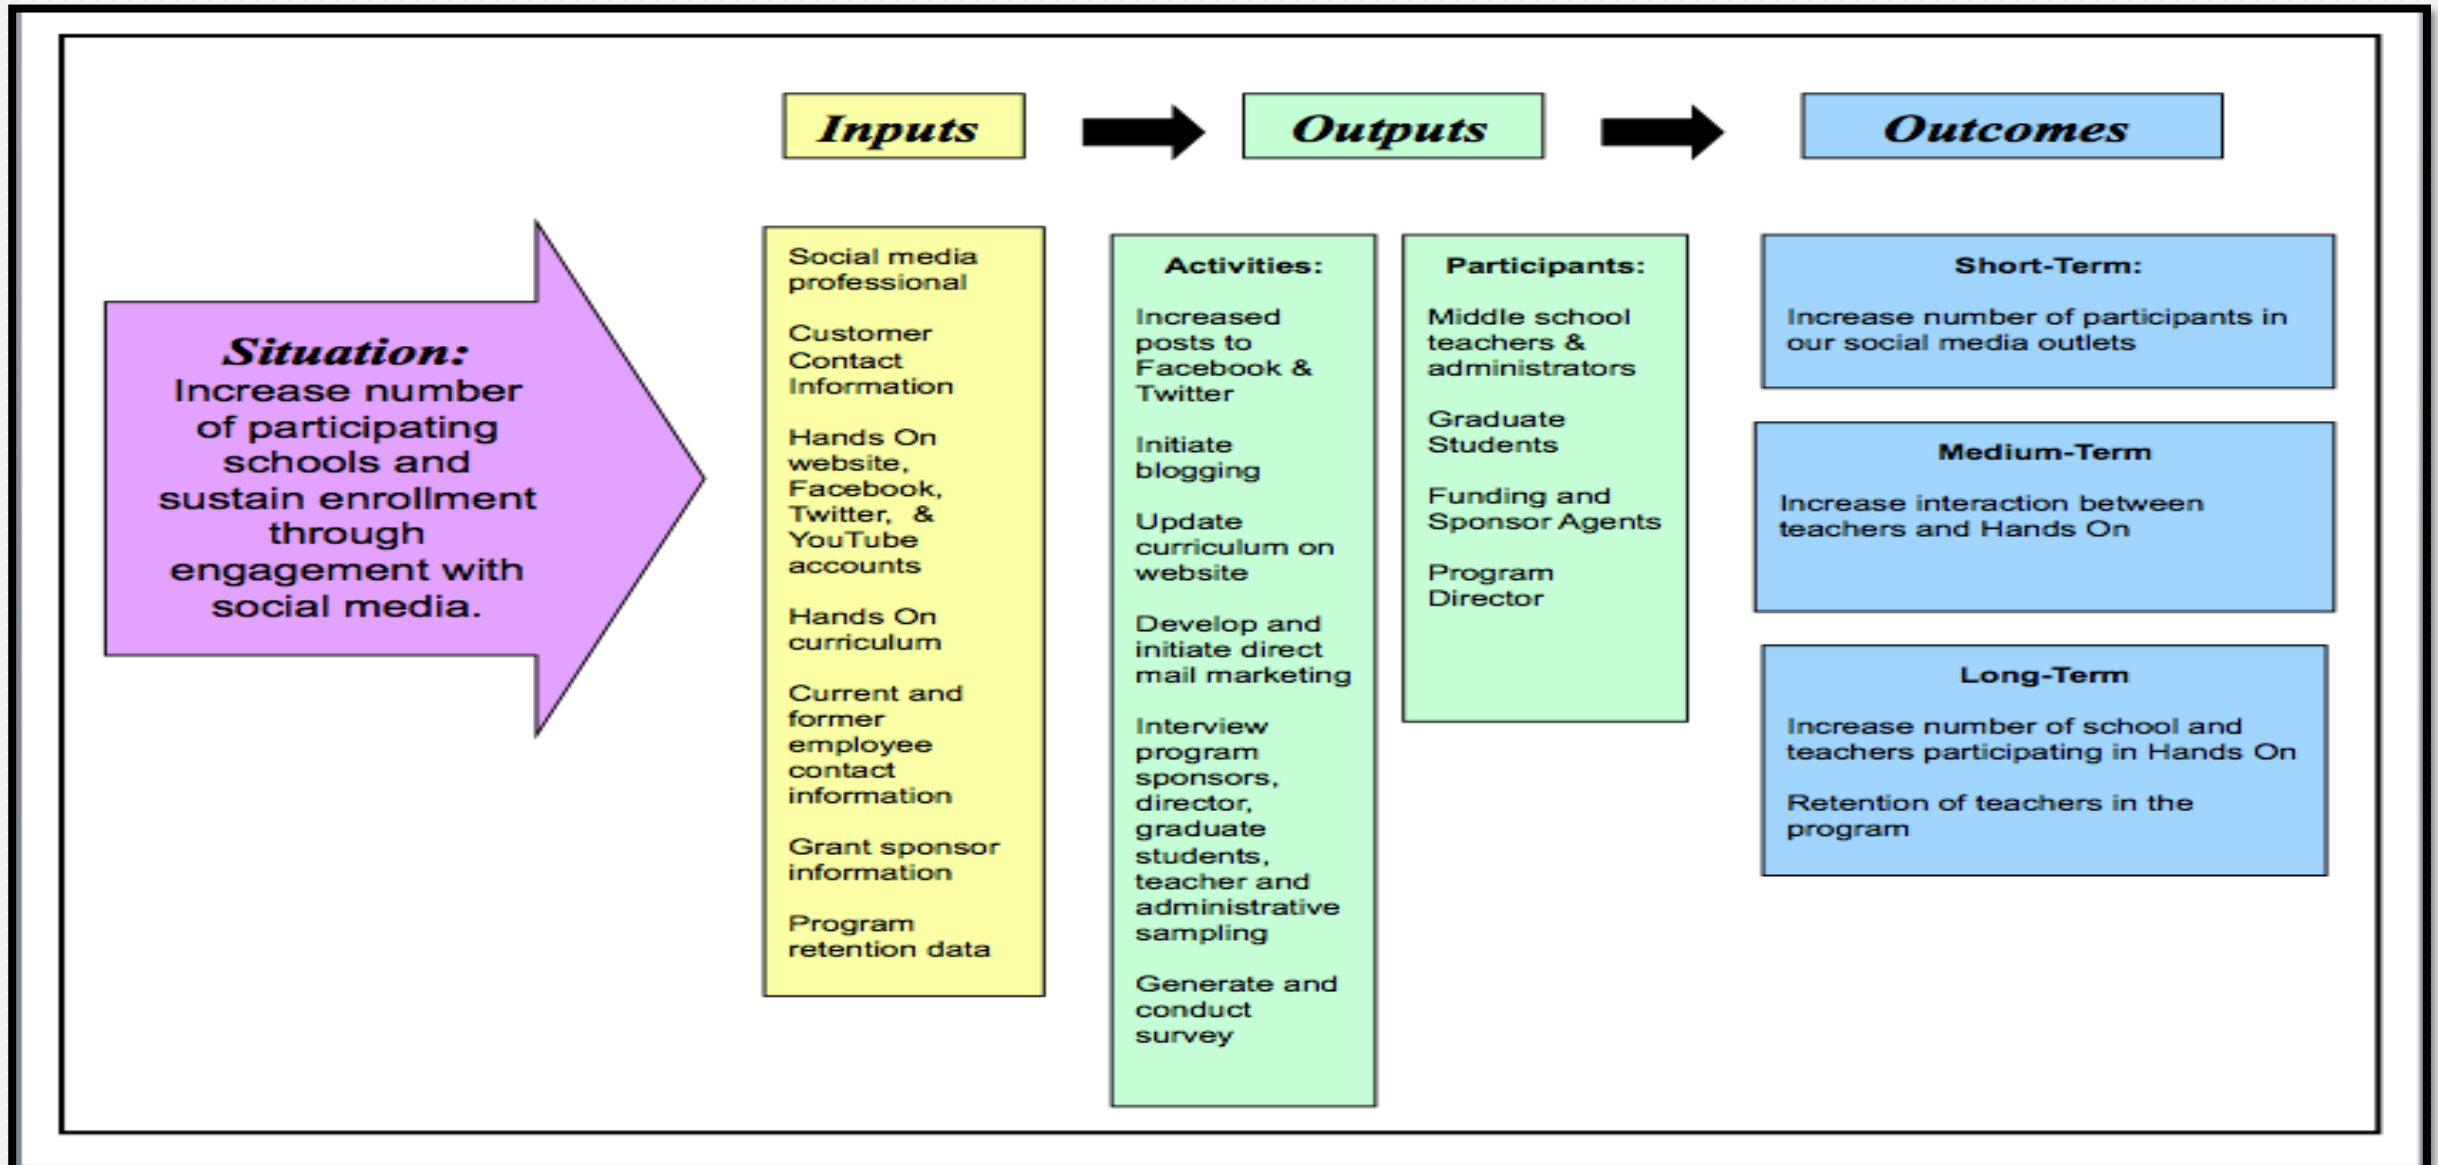 Inputs
Outputs
Outcomes
Situation:
Increase number
of participating
schools and
sustain enrollment
through
engagement with
social media.
Social media
professional
Customer
Contact
Information
Hands On
website,
Facebook,
Twitter, &
YouTube
accounts
Hands On
curriculum
Current and
former
employee
contact
information
Grant sponsor
information
Program
retention data
Activities:
Increased
posts to
Facebook &
Twitter
Initiate
blogging
Update
curriculum on
website
Develop and
initiate direct
mail marketing
Interview
program
sponsors,
director,
graduate
students,
teacher and
administrative
sampling
Generate and
conduct
survey
Participants:
Middle school
teachers &
administrators
Graduate
Students
Funding and
Sponsor Agents
Program
Director
Short-Term:
Increase number of participants in
our social media outlets
Medium-Term
Increase interaction between
teachers and Hands On
Long-Term
Increase number of school and
teachers participating in Hands On
Retention of teachers in the
program